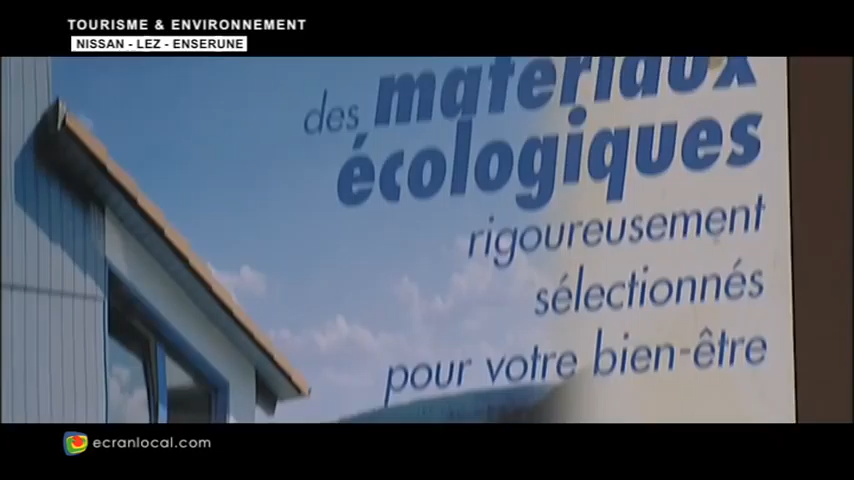 TOURISME & ENVIRONNEMENT
NISSAN - LEZ - ENSERUNE
des matériaux
écologiques
rigoureusement
sélectionnés
pour votre bien-être
ecranlocal.com